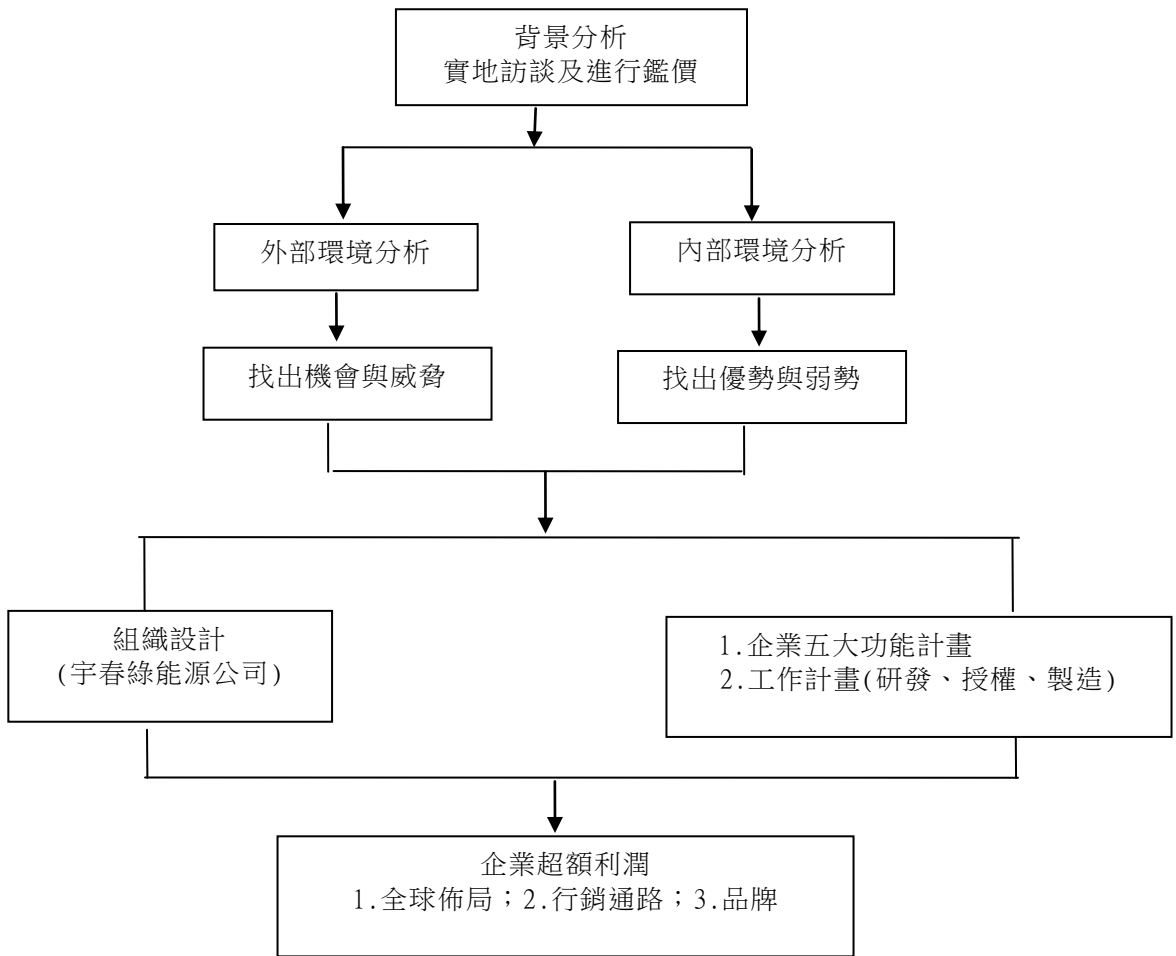 背景分析
實地訪談及進行鑑價
外部環境分析
內部環境分析
找出機會與威脅
找出優勢與弱勢
組織設計
(宇春綠能源公司)
1.企業五大功能計畫
2.工作計畫(研發、授權、製造)
企業超額利潤
1.全球佈局；2.行銷通路；3.品牌